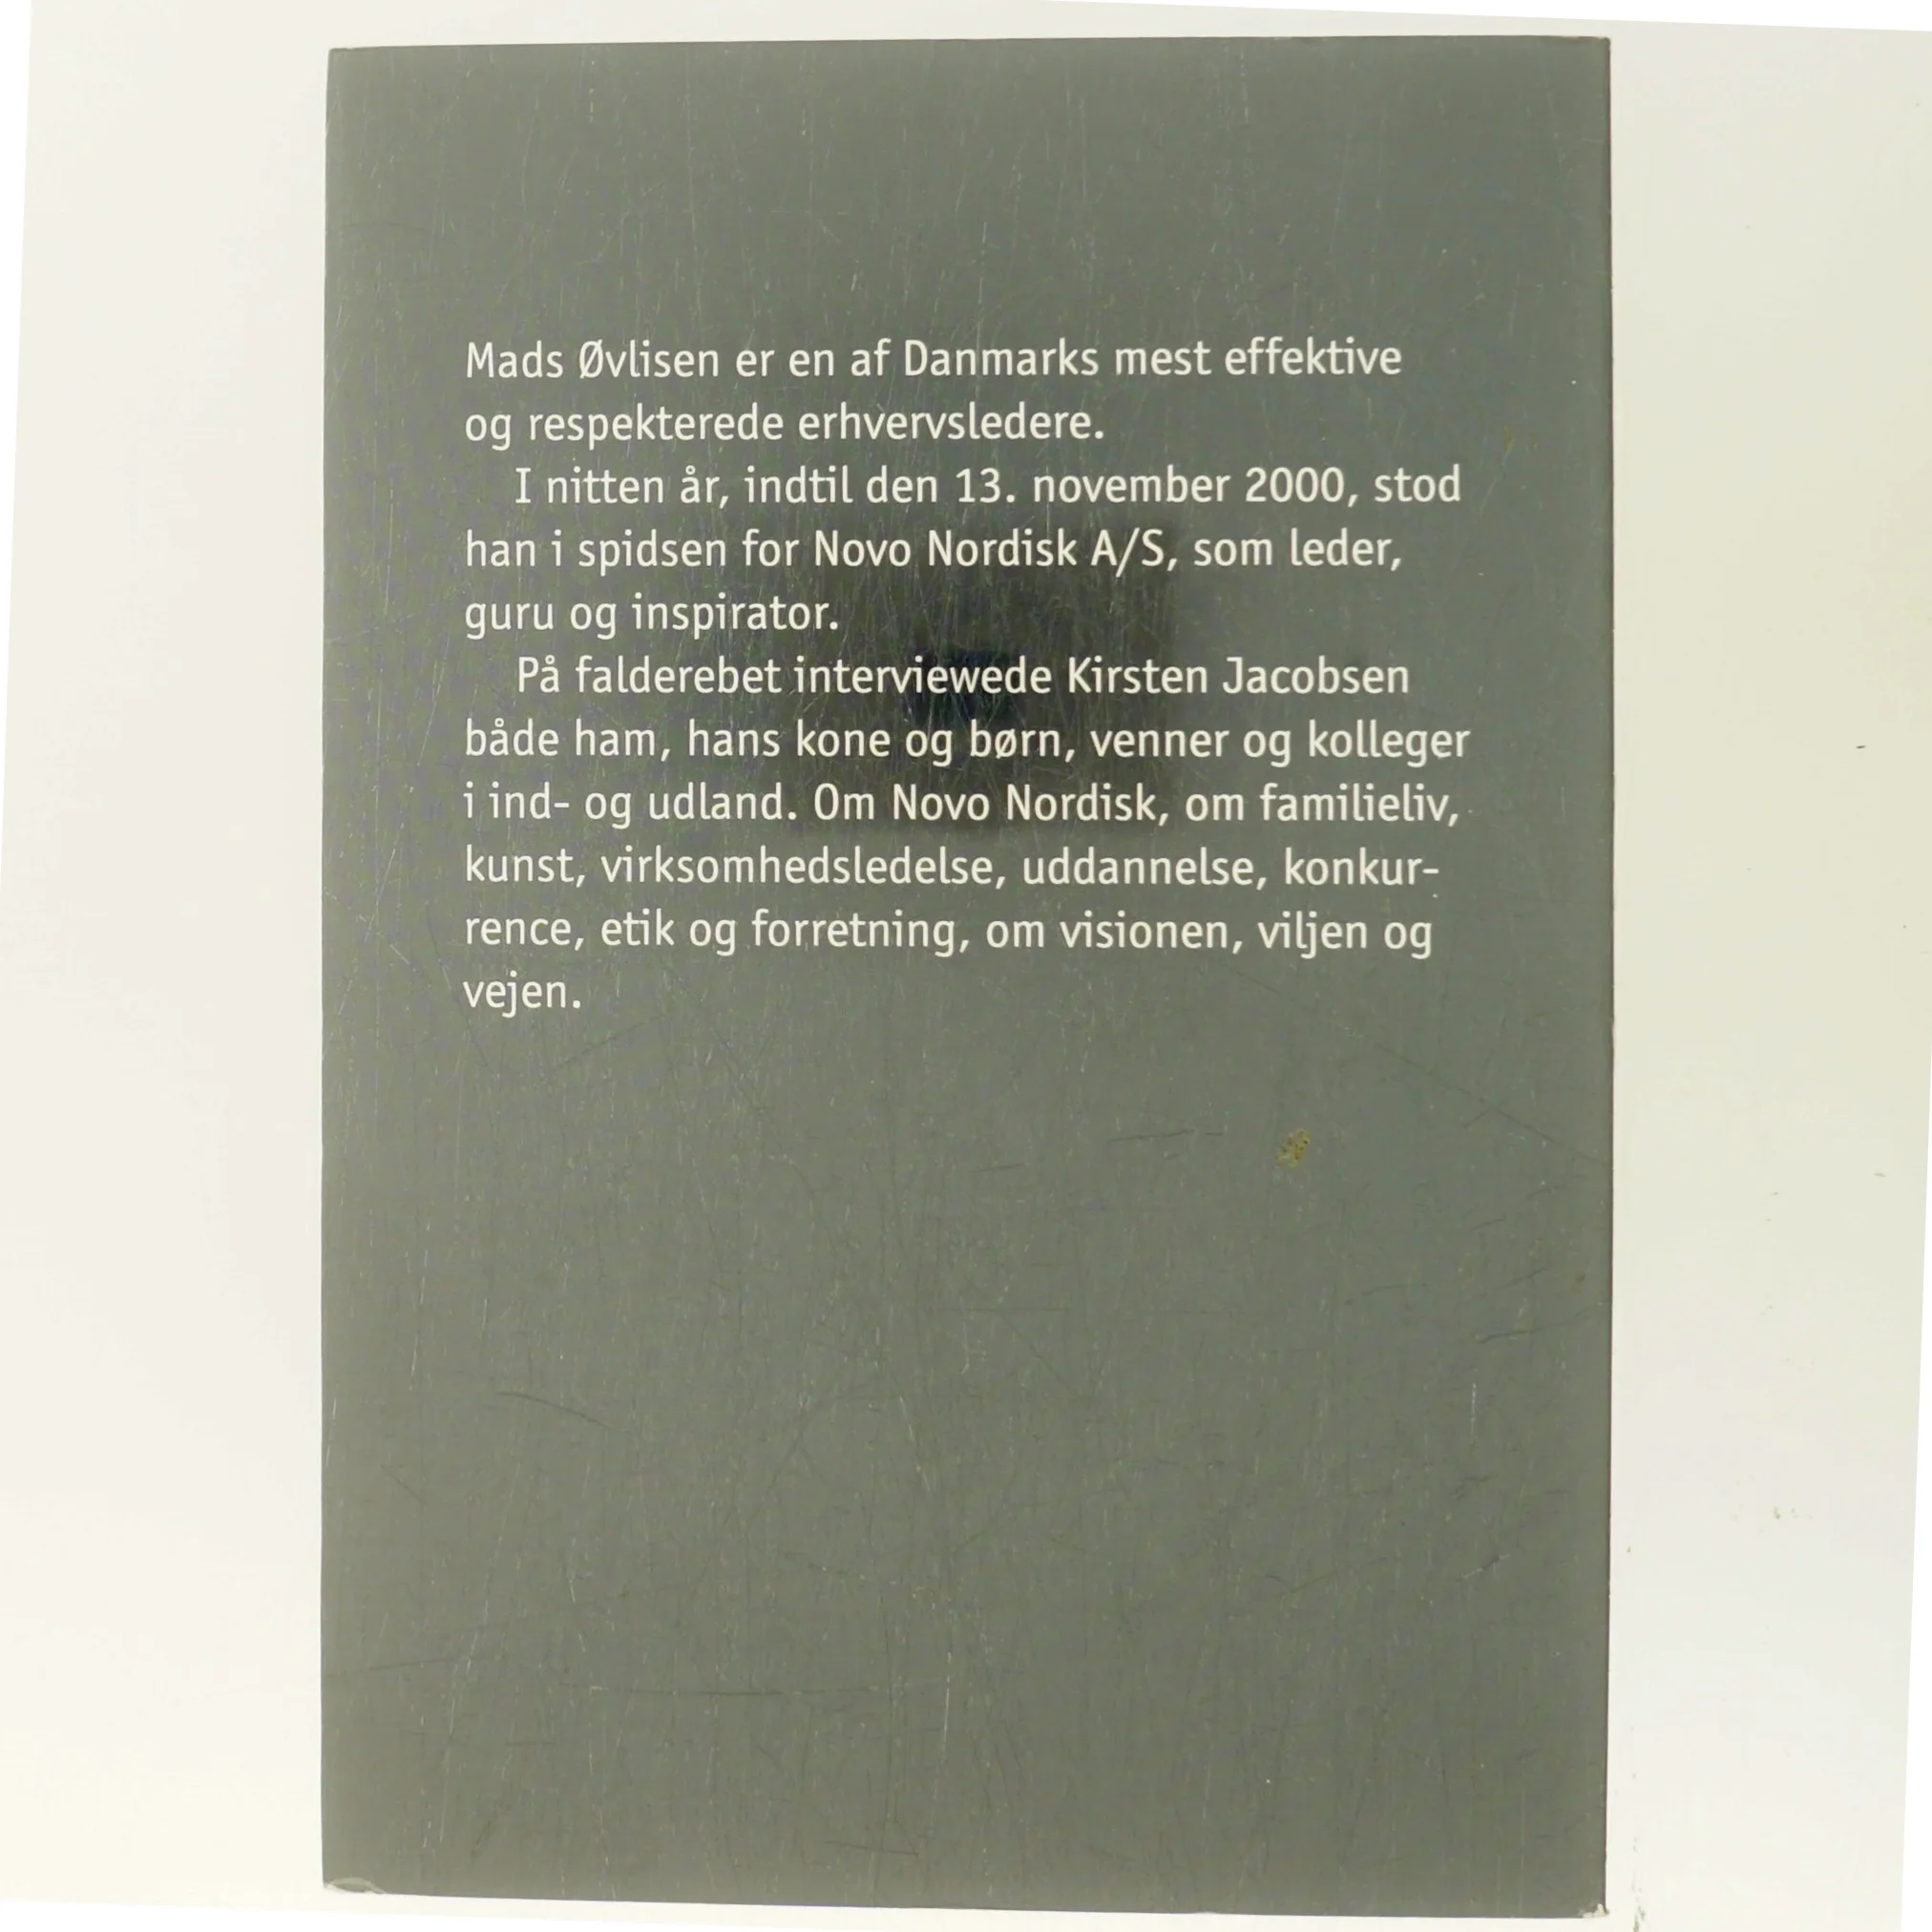 Mads Øvlisen er en af Danmarks mest effektive
og respekterede erhvervsledere.
I nitten år, indtil den 13. november 2000, stod
han i spidsen for Novo Nordisk A/S, som leder,
guru og inspirator.
På falderebet interviewede Kirsten Jacobsen
både ham, hans kone og børn, venner og kolleger
i ind- og udland. Om Novo Nordisk, om familieliv,
kunst, virksomhedsledelse, uddannelse, konkur-
rence, etik og forretning, om visionen, viljen og
vejen.